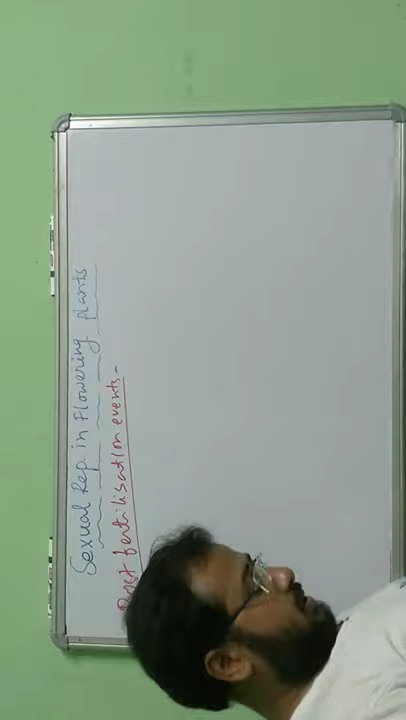 Sexual Rep. in Flowering plants
Post fertilisation events-